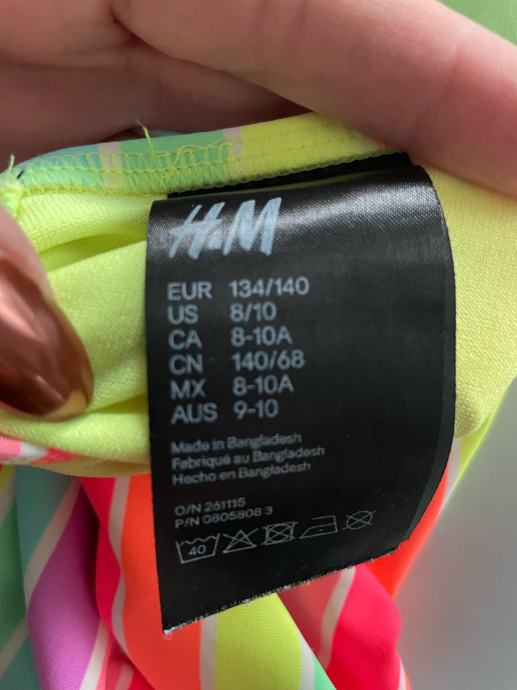 H&M
EUR 134/140
US 8/10
CA 8-10A
CN 140/68
MX 8-10A
AUS 9-10
Made in Bangladesh
Fabriqué au Bangladesh
Hecho en Bangladesh
O/N 261115
P/N 0805808 3
40